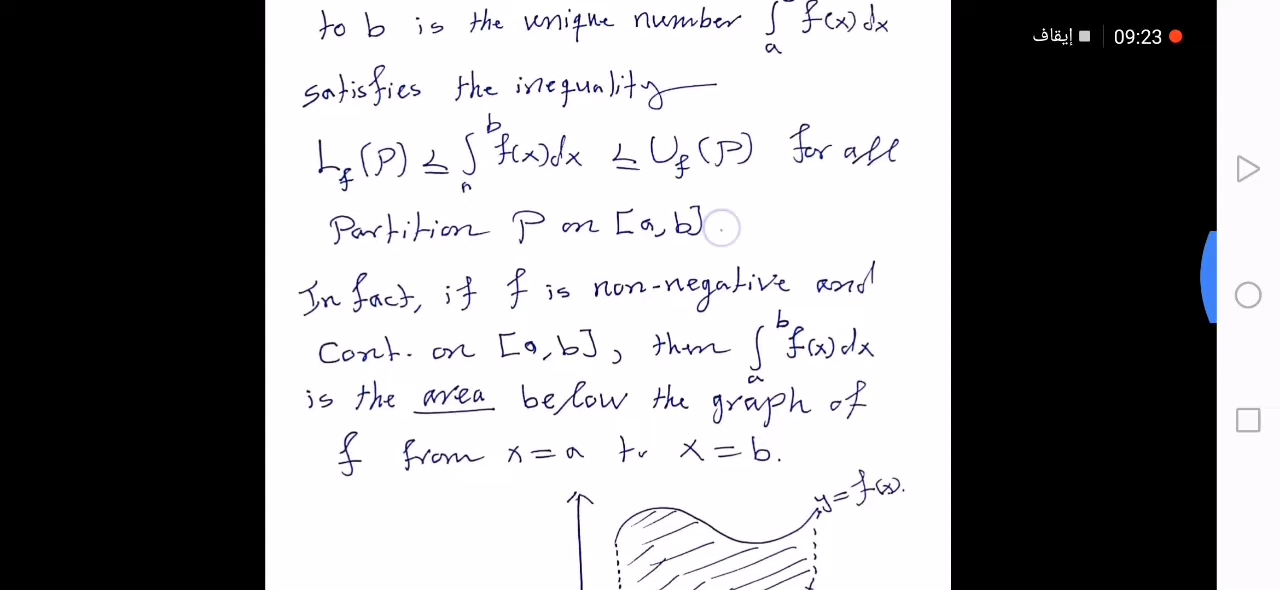 to b is the unique number ∫ₐ f(x) dx
إيقاف 09:23
satisfies the inequality
L_f(P) ≤ ∫ₐᵇ f(x)dx ≤ U_f(P) for all
Partition P on [a,b].
In fact, if f is non-negative and
Cont. on [a,b], then ∫ₐᵇ f(x) dx
is the area below the graph of
f from x=a to x=b.
y=f(x).